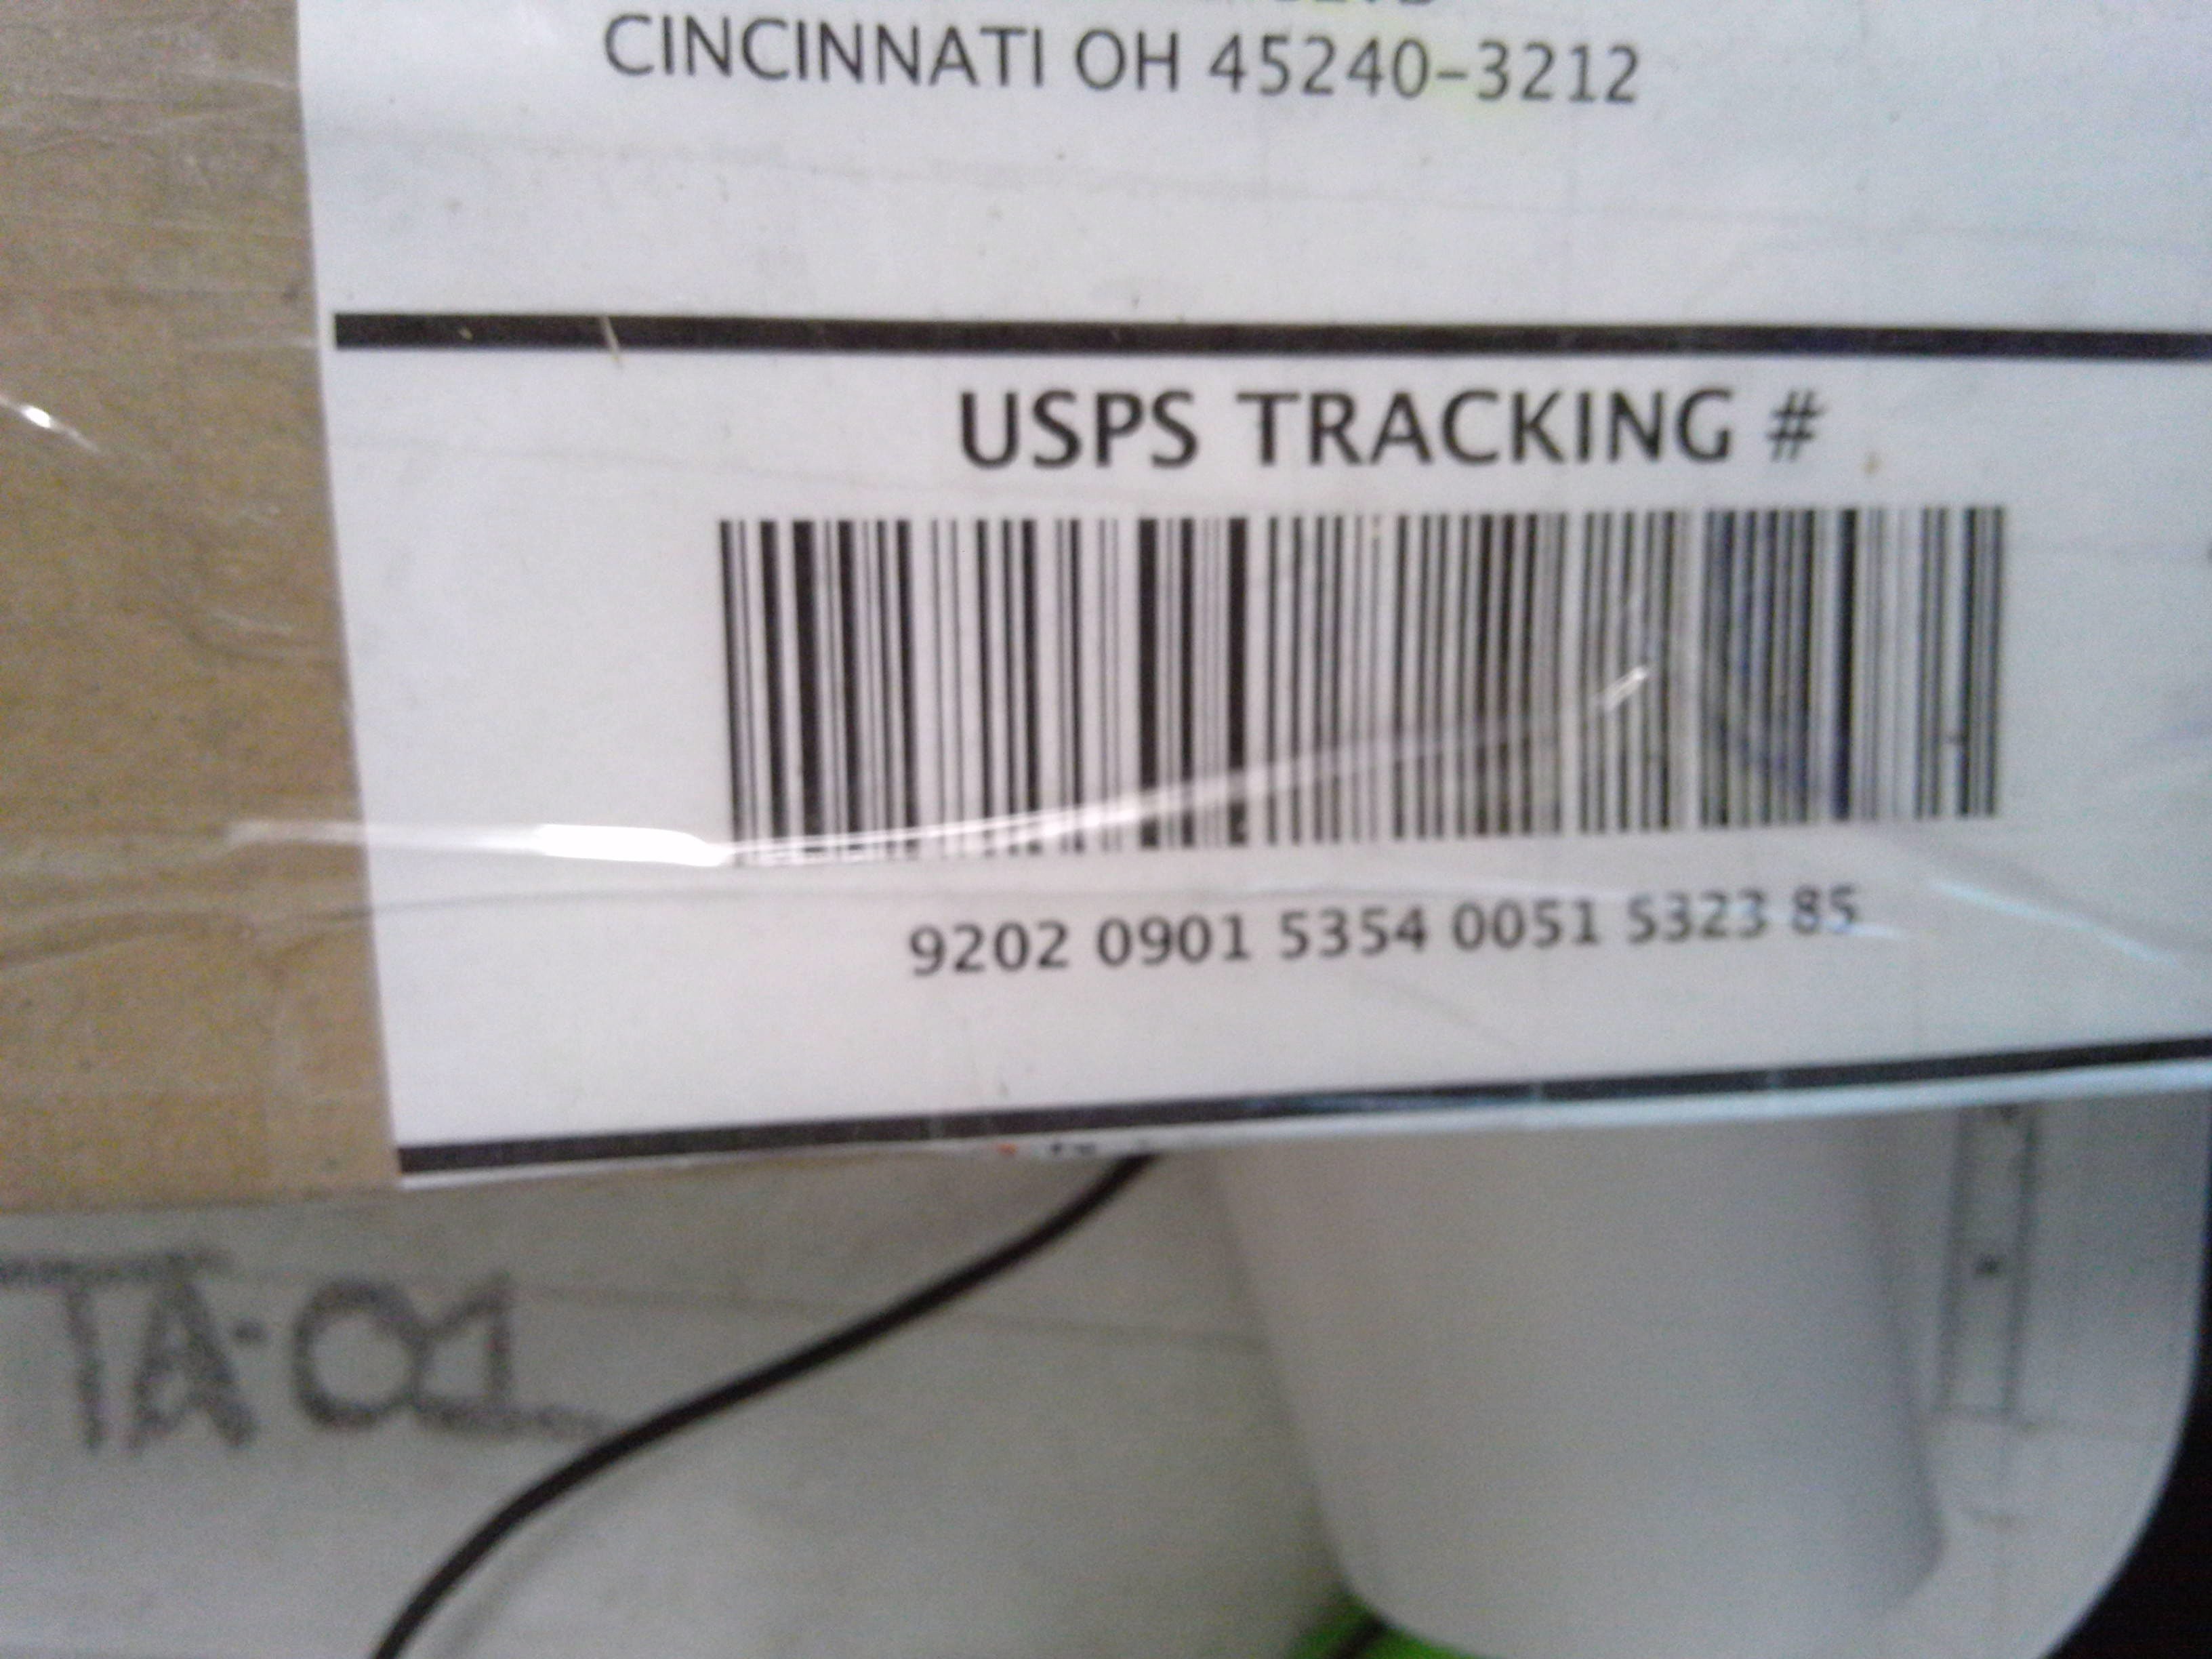 CINCINNATI OH 45240-3212
USPS TRACKING #
9202 0901 5354 0051 5323 85
TA-01